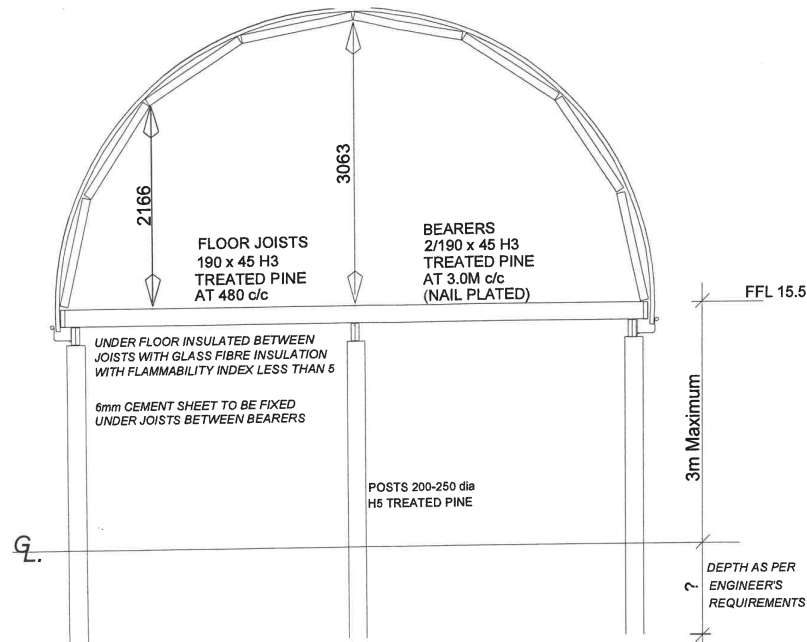 2166
3063
FLOOR JOISTS
190 x 45 H3
TREATED PINE
AT 480 c/c
BEARERS
2/190 x 45 H3
TREATED PINE
AT 3.0M c/c
(NAIL PLATED)
FFL 15.5
UNDER FLOOR INSULATED BETWEEN
JOISTS WITH GLASS FIBRE INSULATION
WITH FLAMMABILITY INDEX LESS THAN 5
6mm CEMENT SHEET TO BE FIXED
UNDER JOISTS BETWEEN BEARERS
3m Maximum
POSTS 200-250 dia
H5 TREATED PINE
GL.
?
DEPTH AS PER
ENGINEER'S
REQUIREMENTS